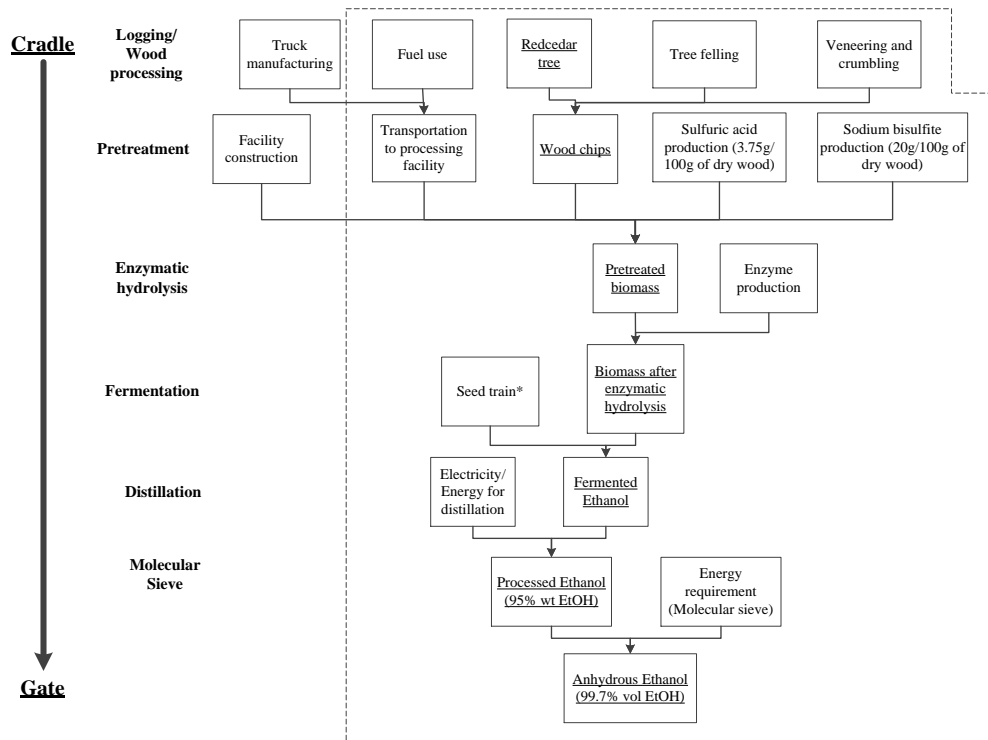 Cradle
Logging/
Wood
processing
Truck
manufacturing
Fuel use
Redcedar
tree
Tree felling
Veneering and
crumbling
Pretreatment
Facility
construction
Transportation
to processing
facility
Wood chips
Sulfuric acid
production (3.75g/
100g of dry wood)
Sodium bisulfite
production (20g/100g of
dry wood)
Enzymatic
hydrolysis
Pretreated
biomass
Enzyme
production
Fermentation
Seed train*
Biomass after
enzymatic
hydrolysis
Distillation
Electricity/
Energy for
distillation
Fermented
Ethanol
Molecular
Sieve
Processed Ethanol
(95% wt EtOH)
Energy
requirement
(Molecular sieve)
Gate
Anhydrous Ethanol
(99.7% vol EtOH)